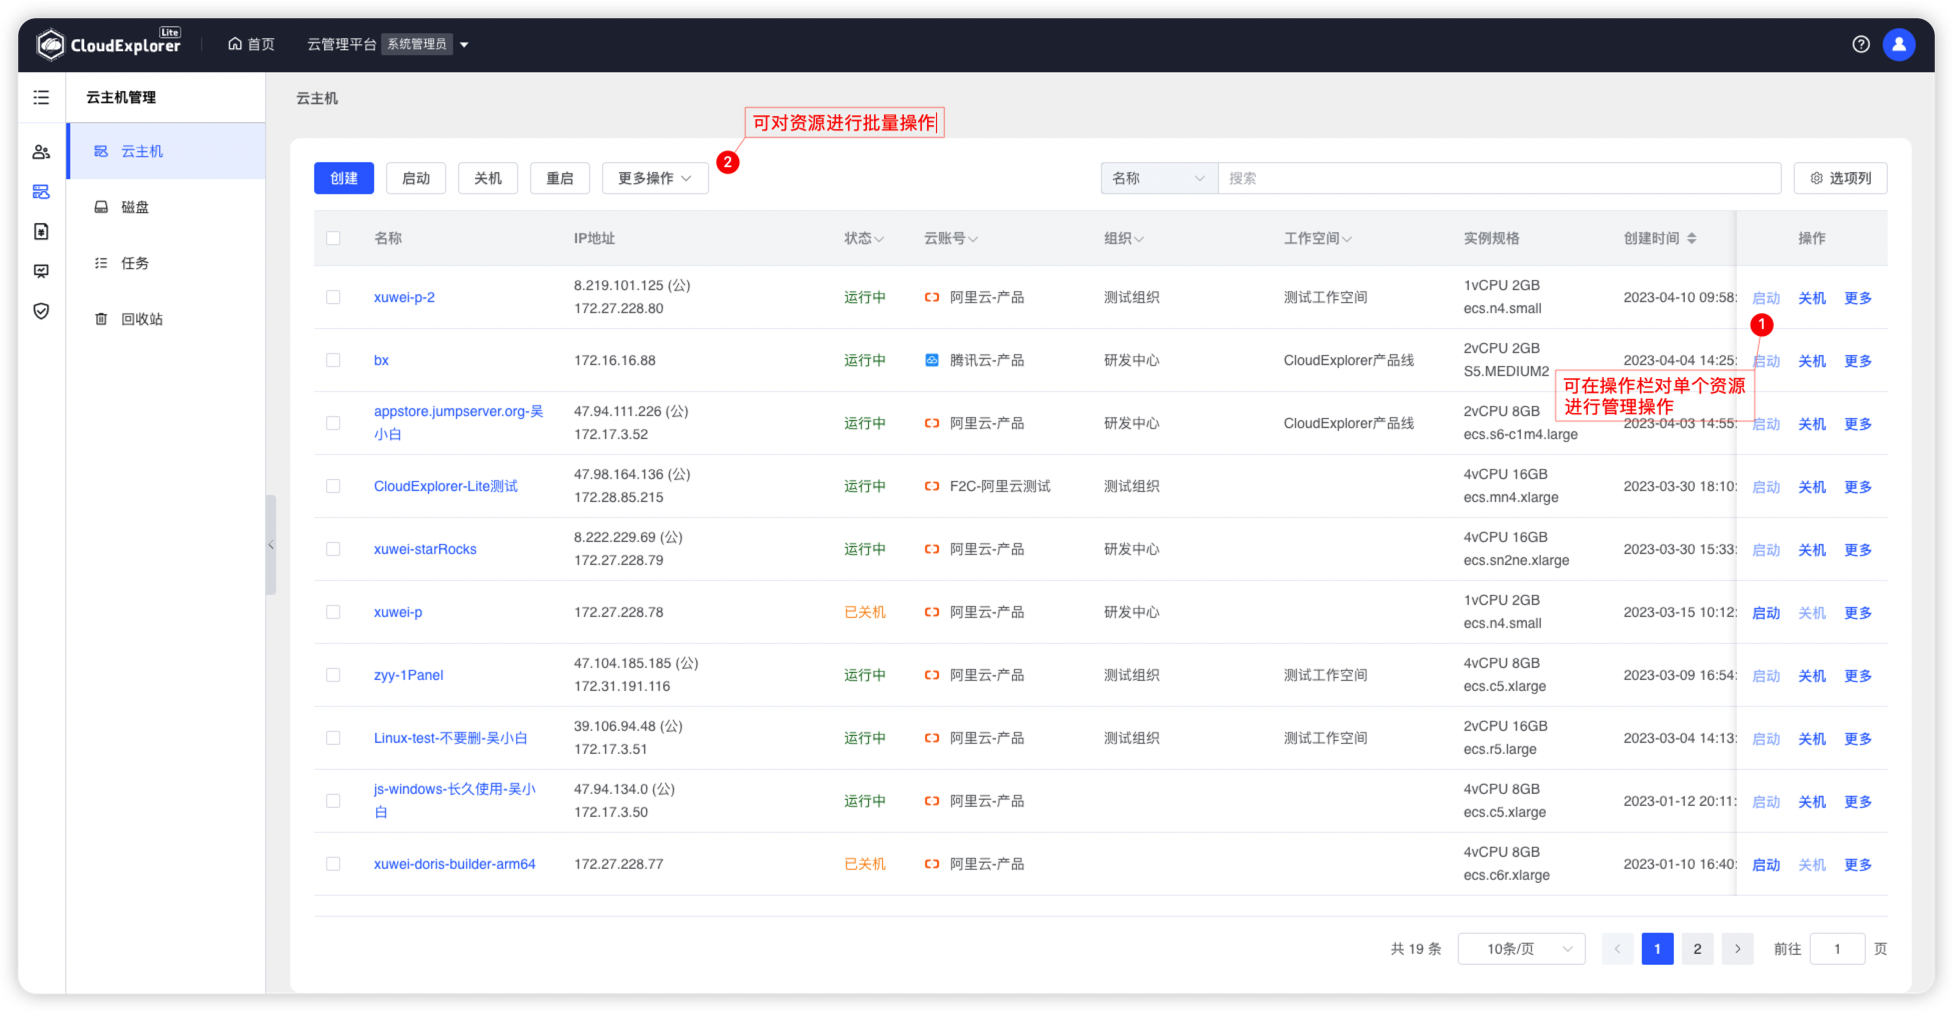 CloudExplorer Lite
首页
云管理平台 系统管理员
云主机管理
云主机
磁盘
任务
回收站
云主机
可对资源进行批量操作
2
创建 启动 关机 重启 更多操作
名称 搜索 选项列
名称 IP地址 状态 云账号 组织 工作空间 实例规格 创建时间 操作
xuwei-p-2 8.219.101.125 (公) 运行中 阿里云-产品 测试组织 测试工作空间 1vCPU 2GB 2023-04-10 09:58: 启动 关机 更多
172.27.228.80 ecs.n4.small
1
bx 172.16.16.88 运行中 腾讯云-产品 研发中心 CloudExplorer产品线 2vCPU 2GB 2023-04-04 14:25: 启动 关机 更多
S5.MEDIUM2
可在操作栏对单个资源
进行管理操作
appstore.jumpserver.org-吴 47.94.111.226 (公) 运行中 阿里云-产品 研发中心 CloudExplorer产品线 2vCPU 8GB 2023-04-03 14:55: 启动 关机 更多
小白 172.17.3.52 ecs.s6-c1m4.large
CloudExplorer-Lite测试 47.98.164.136 (公) 运行中 F2C-阿里云测试 测试组织 4vCPU 16GB 2023-03-30 18:10: 启动 关机 更多
172.28.85.215 ecs.mn4.xlarge
xuwei-starRocks 8.222.229.69 (公) 运行中 阿里云-产品 研发中心 4vCPU 16GB 2023-03-30 15:33: 启动 关机 更多
172.27.228.79 ecs.sn2ne.xlarge
xuwei-p 172.27.228.78 已关机 阿里云-产品 研发中心 1vCPU 2GB 2023-03-15 10:12: 启动 关机 更多
ecs.n4.small
zyy-1Panel 47.104.185.185 (公) 运行中 阿里云-产品 测试组织 测试工作空间 4vCPU 8GB 2023-03-09 16:54: 启动 关机 更多
172.31.191.116 ecs.c5.xlarge
Linux-test-不要删-吴小白 39.106.94.48 (公) 运行中 阿里云-产品 测试组织 测试工作空间 2vCPU 16GB 2023-03-04 14:13: 启动 关机 更多
172.17.3.51 ecs.r5.large
js-windows-长久使用-吴小 47.94.134.0 (公) 运行中 阿里云-产品 4vCPU 8GB 2023-01-12 20:11: 启动 关机 更多
白 172.17.3.50 ecs.c5.xlarge
xuwei-doris-builder-arm64 172.27.228.77 已关机 阿里云-产品 4vCPU 8GB 2023-01-10 16:40: 启动 关机 更多
ecs.c6r.xlarge
共 19 条 10条/页 1 2 前往 1 页